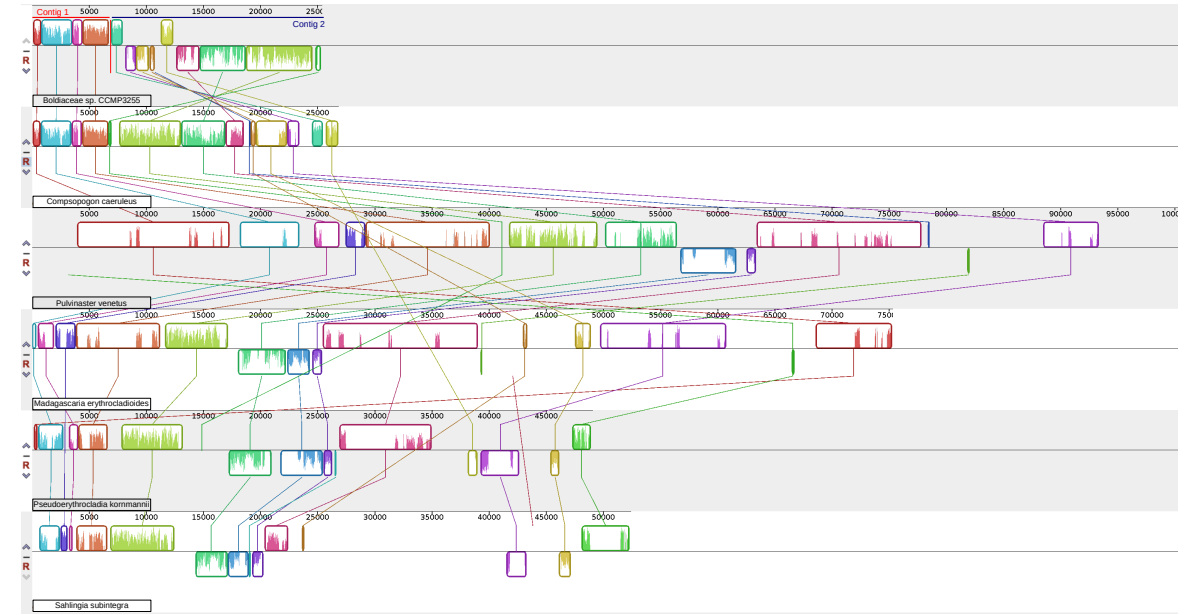 Contig 1 5000 10000 15000 20000 2500
Contig 2
R
Boldiaceae sp. CCMP3255
5000 10000 15000 20000 25000
R
Compsopogon caeruleus
5000 10000 15000 20000 25000 30000 35000 40000 45000 50000 55000 60000 65000 70000 75000 80000 85000 90000 95000 1000
R
Pulvinaster venetus
5000 10000 15000 20000 25000 30000 35000 40000 45000 50000 55000 60000 65000 70000 7500
R
Madagascaria erythrocladioides
5000 10000 15000 20000 25000 30000 35000 40000 45000
R
Pseudoerythrocladia kornmannii
5000 10000 15000 20000 25000 30000 35000 40000 45000 50000
R
Sahlingia subintegra